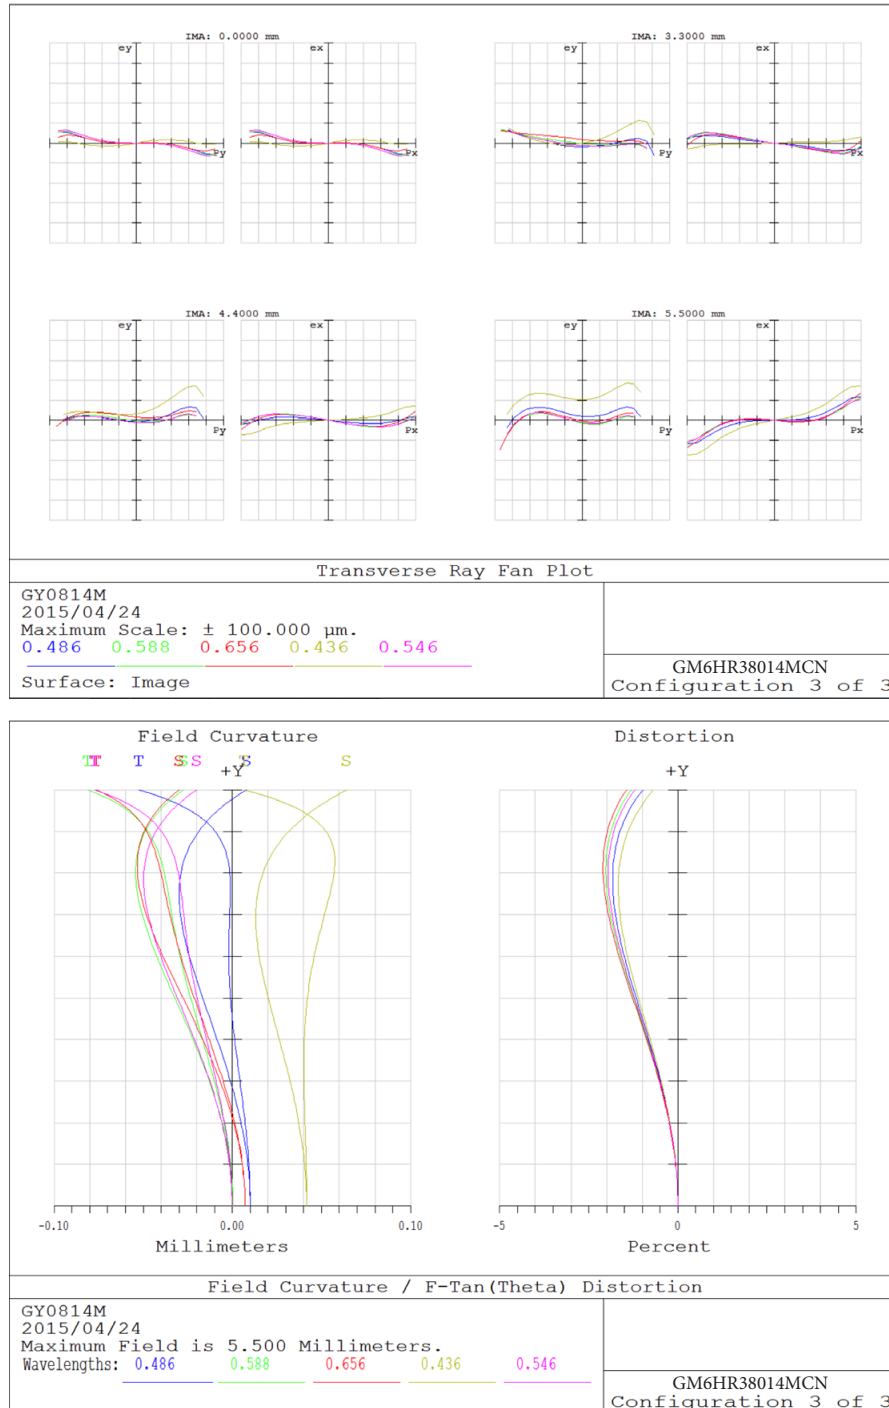 IMA: 0.0000 mm
IMA: 3.3000 mm
ey
ex
ey
ex
Py
Px
Py
Px
IMA: 4.4000 mm
IMA: 5.5000 mm
ey
ex
ey
ex
Py
Px
Py
Px
Transverse Ray Fan Plot
GY0814M
2015/04/24
Maximum Scale: ± 100.000 µm.
0.486 0.588 0.656 0.436 0.546
Surface: Image
GM6HR38014MCN
Configuration 3 of 3
Field Curvature
Distortion
T T T S S S S S
+Y
+Y
-0.10 0.00 0.10
-5 0 5
Millimeters
Percent
Field Curvature / F-Tan(Theta) Distortion
GY0814M
2015/04/24
Maximum Field is 5.500 Millimeters.
Wavelengths: 0.486 0.588 0.656 0.436 0.546
GM6HR38014MCN
Configuration 3 of 3